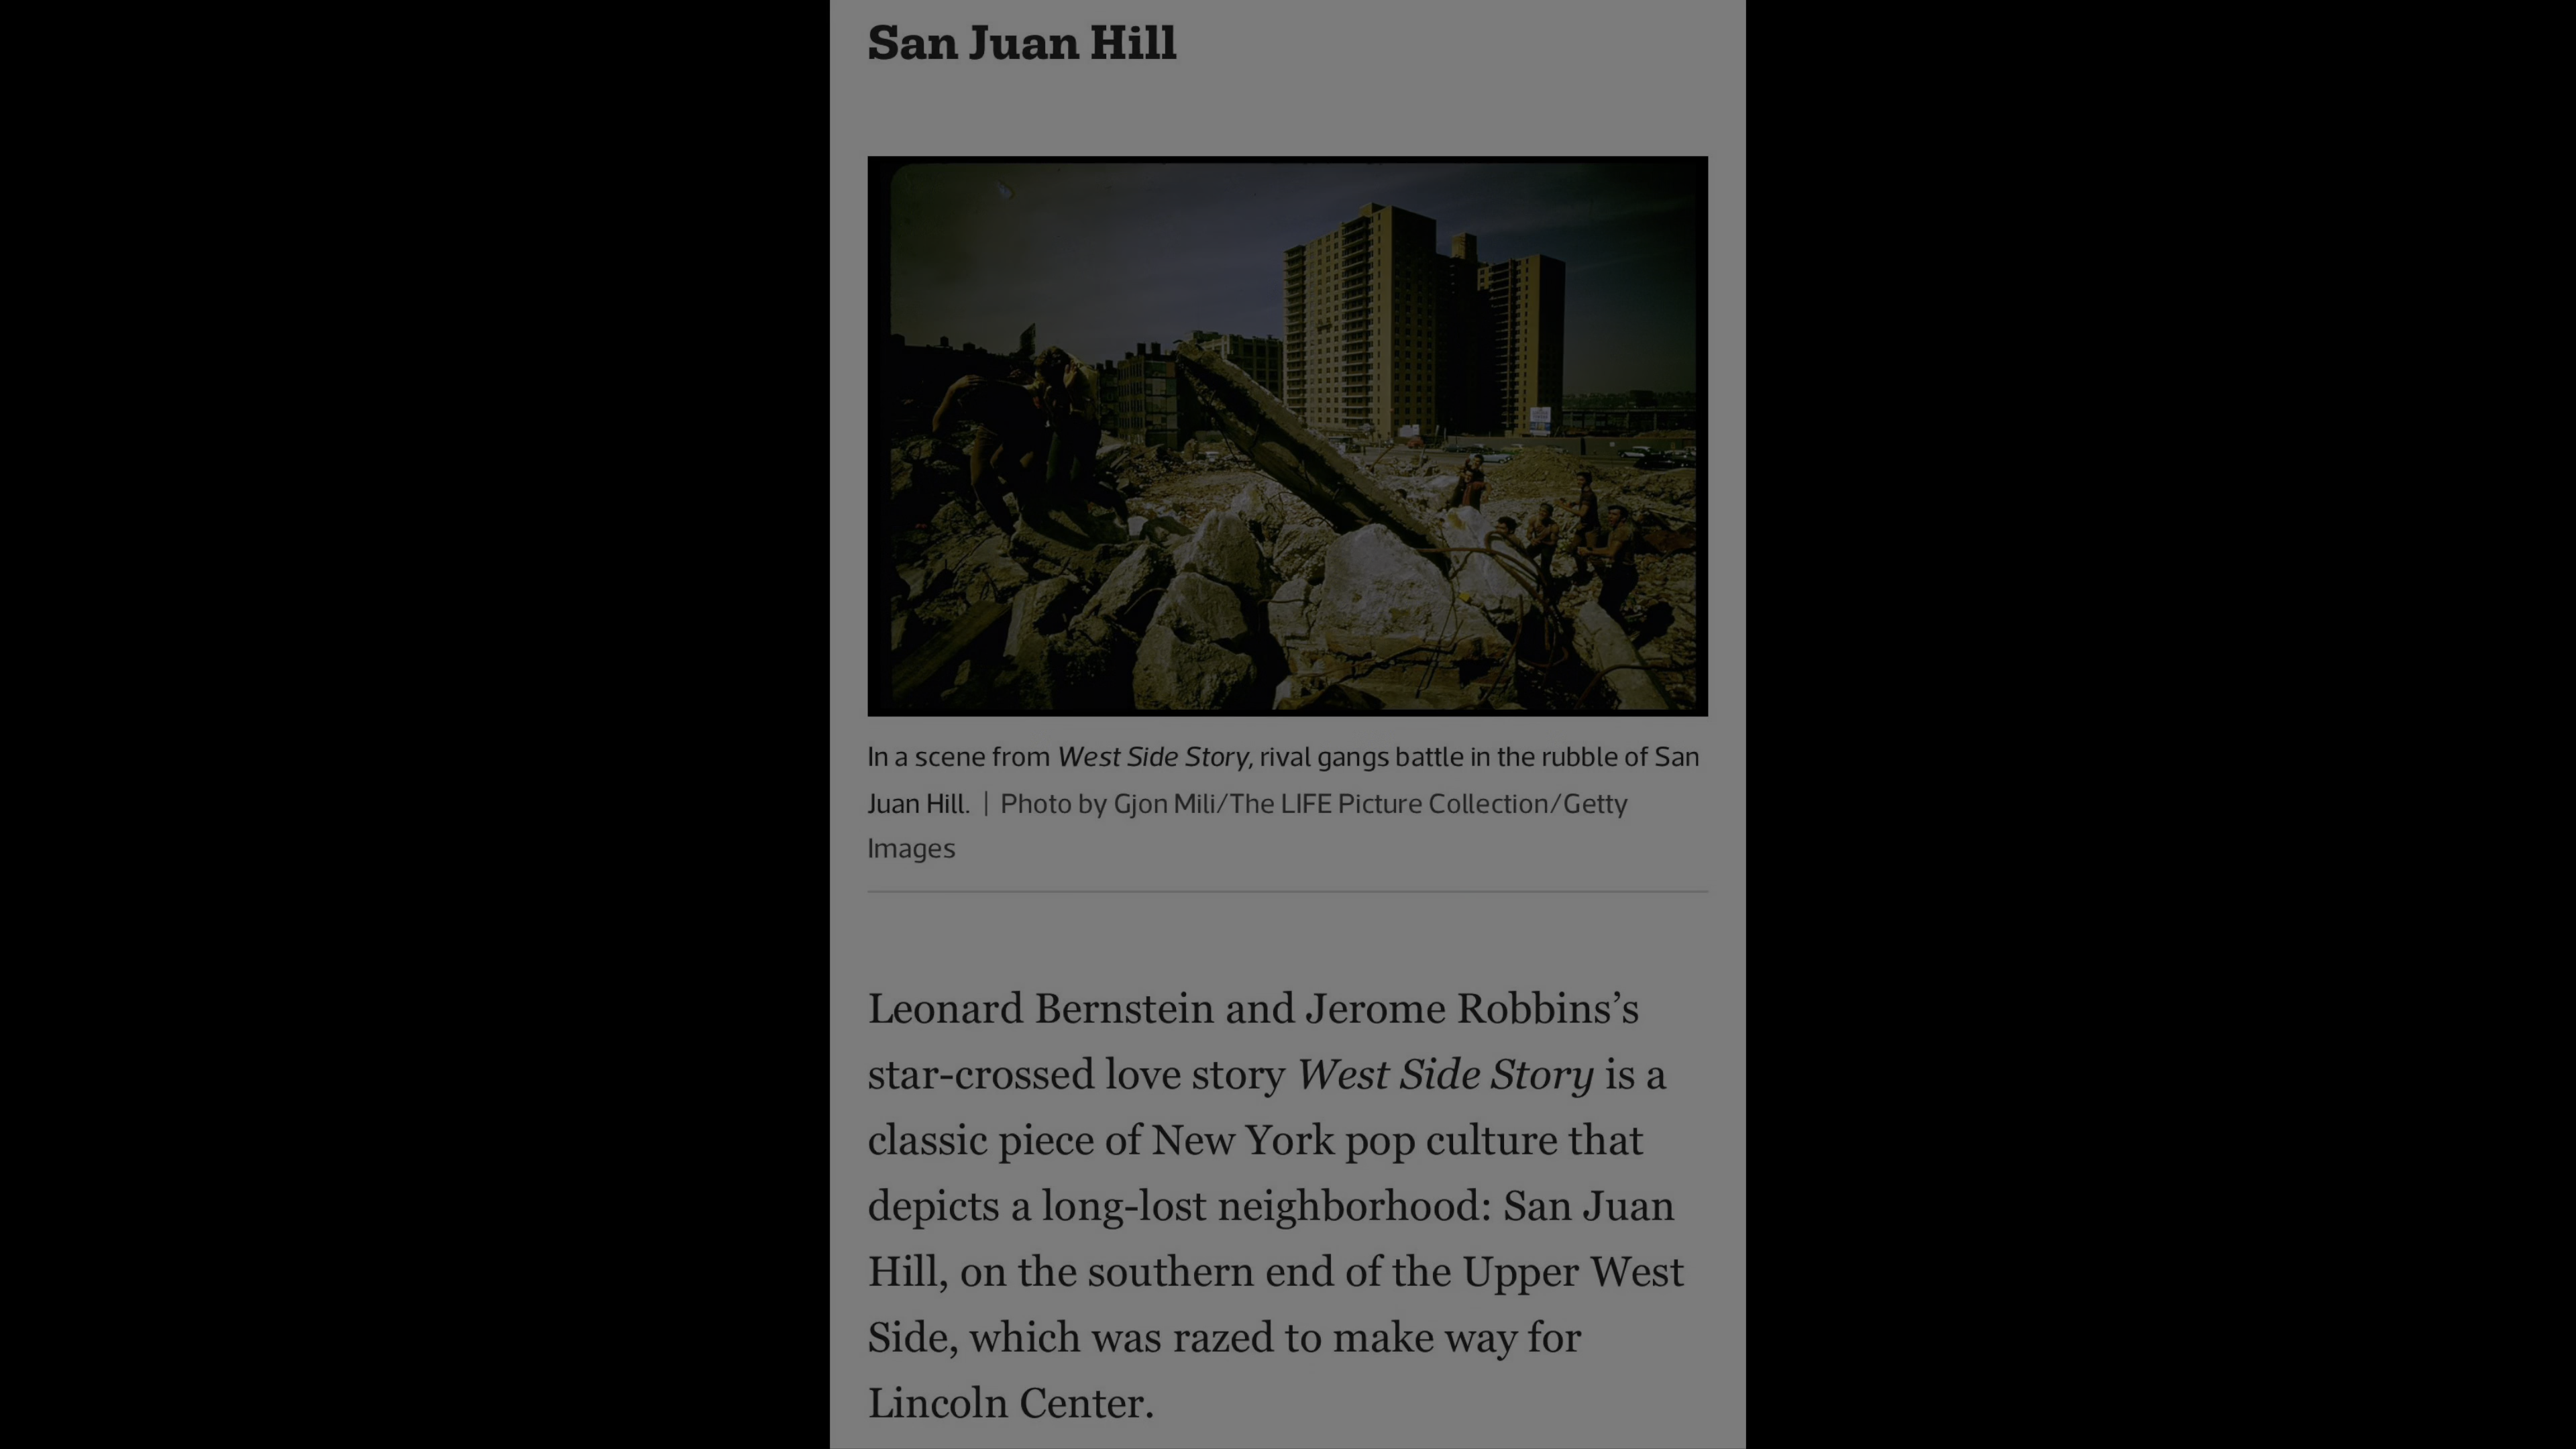 San Juan Hill
In a scene from West Side Story, rival gangs battle in the rubble of San
Juan Hill. | Photo by Gjon Mili/The LIFE Picture Collection/Getty
Images
Leonard Bernstein and Jerome Robbins’s
star-crossed love story West Side Story is a
classic piece of New York pop culture that
depicts a long-lost neighborhood: San Juan
Hill, on the southern end of the Upper West
Side, which was razed to make way for
Lincoln Center.